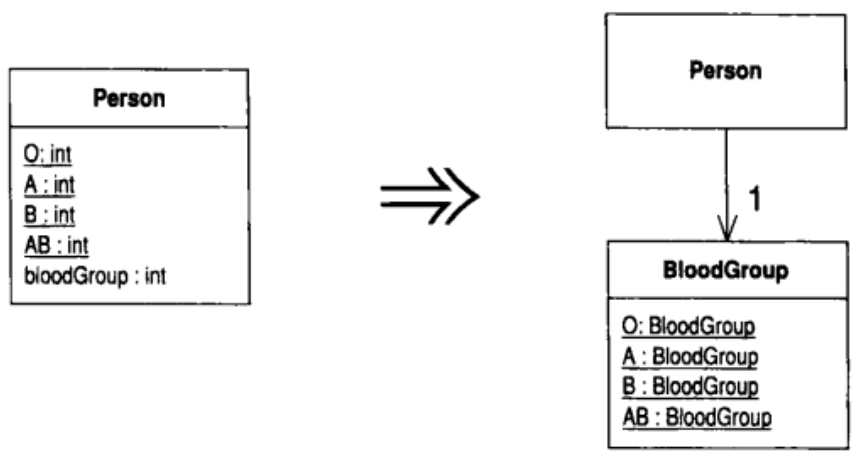 Person
O: int
A : int
B : int
AB : int
bloodGroup : int
Person
1
BloodGroup
O: BloodGroup
A : BloodGroup
B : BloodGroup
AB : BloodGroup